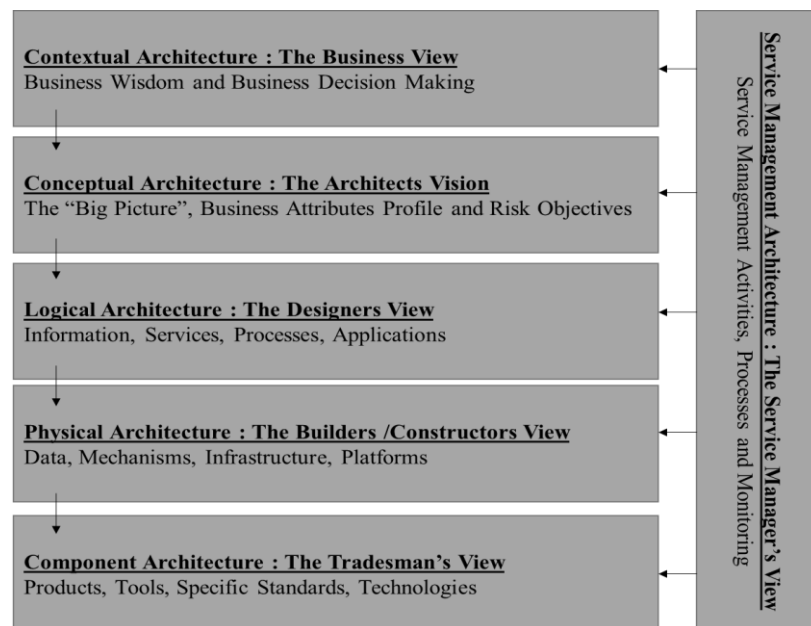 Contextual Architecture : The Business View
Business Wisdom and Business Decision Making
Conceptual Architecture : The Architects Vision
The “Big Picture”, Business Attributes Profile and Risk Objectives
Logical Architecture : The Designers View
Information, Services, Processes, Applications
Physical Architecture : The Builders /Constructors View
Data, Mechanisms, Infrastructure, Platforms
Component Architecture : The Tradesman’s View
Products, Tools, Specific Standards, Technologies
Service Management Architecture : The Service Manager’s View
Service Management Activities, Processes and Monitoring